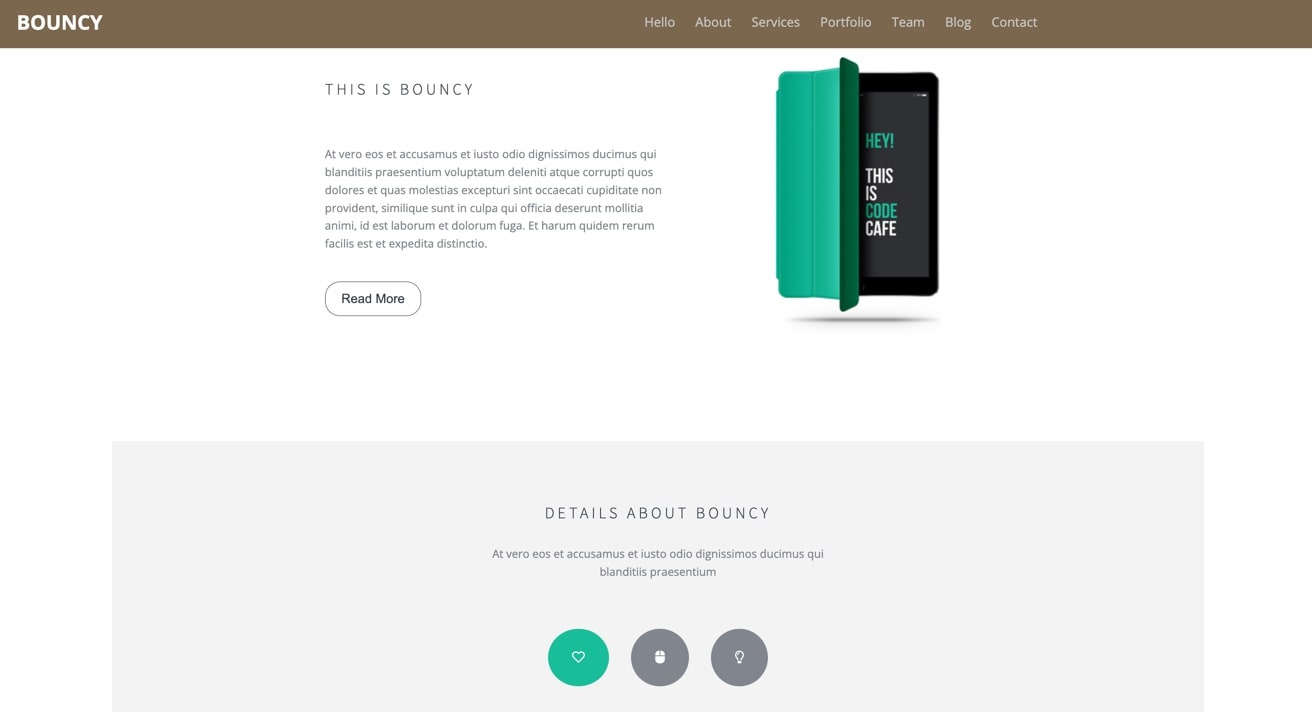 BOUNCY
Hello About Services Portfolio Team Blog Contact
THIS IS BOUNCY
At vero eos et accusamus et iusto odio dignissimos ducimus qui
blanditiis praesentium voluptatum deleniti atque corrupti quos
dolores et quas molestias excepturi sint occaecati cupiditate non
provident, similique sunt in culpa qui officia deserunt mollitia
animi, id est laborum et dolorum fuga. Et harum quidem rerum
facilis est et expedita distinctio.
Read More
HEY!
THIS
IS
CODE
CAFE
DETAILS ABOUT BOUNCY
At vero eos et accusamus et iusto odio dignissimos ducimus qui
blanditiis praesentium